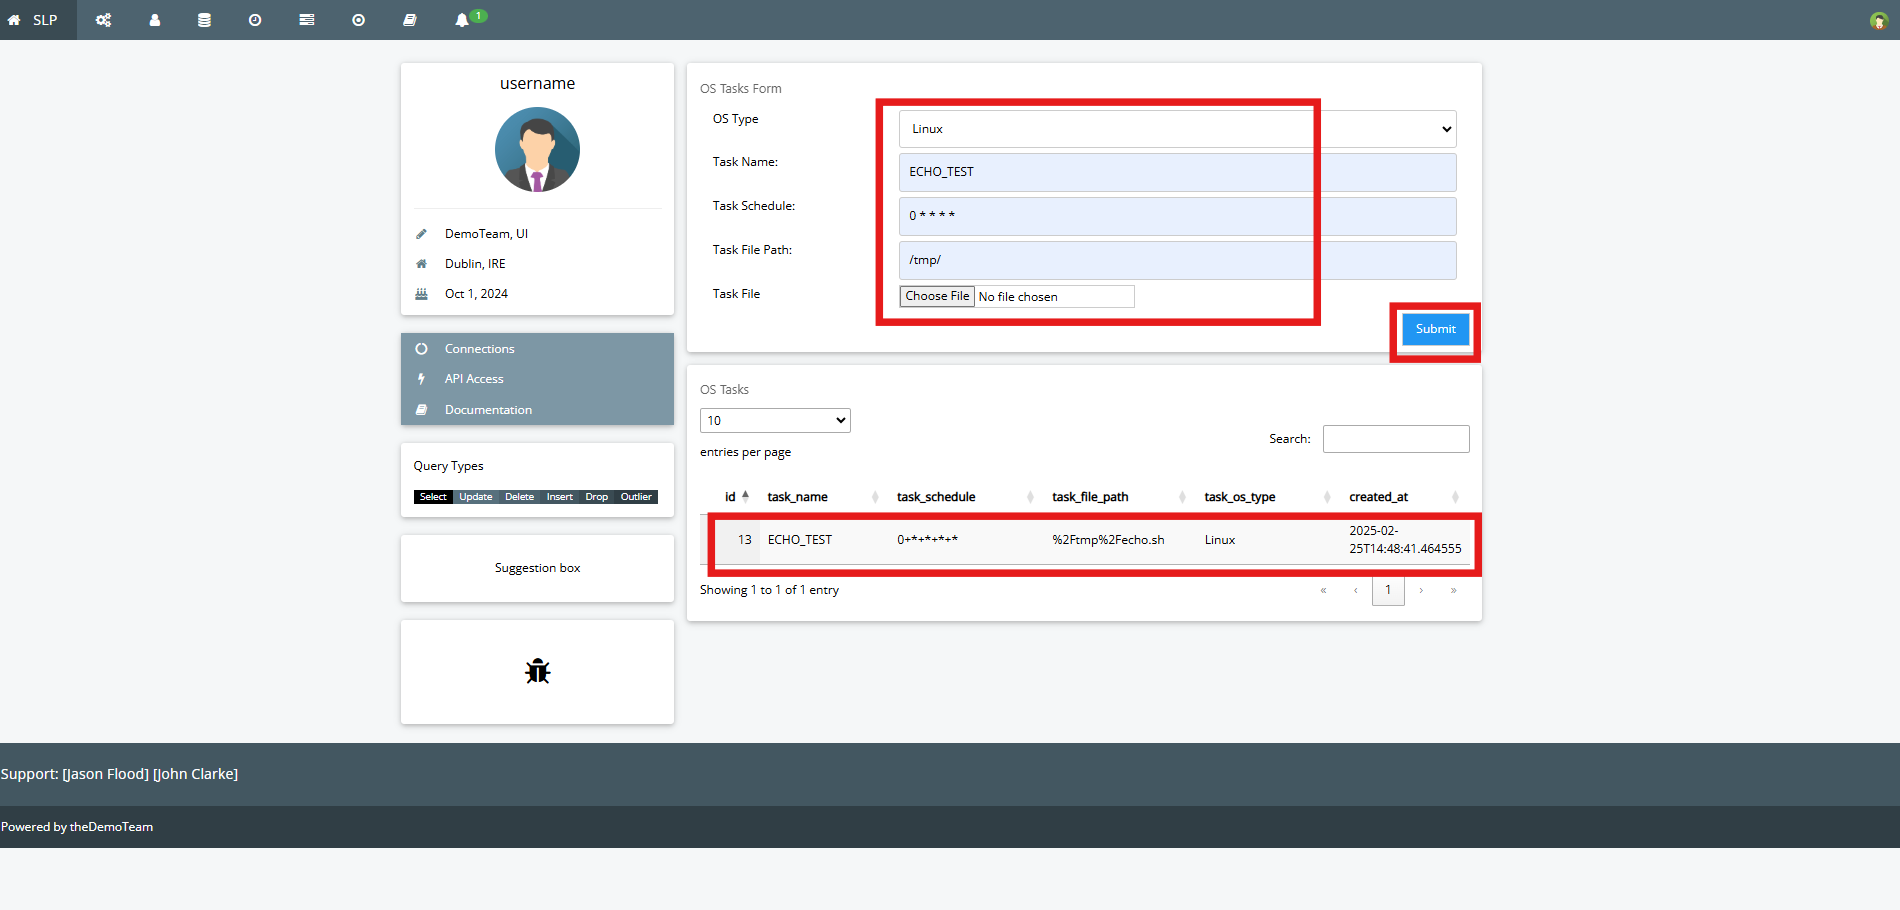 SLP
1
username
DemoTeam, UI
Dublin, IRE
Oct 1, 2024
Connections
API Access
Documentation
Query Types
Select Update Delete Insert Drop Outlier
Suggestion box
OS Tasks Form
OS Type
Linux
Task Name:
ECHO_TEST
Task Schedule:
0 * * * *
Task File Path:
/tmp/
Task File
Choose File No file chosen
Submit
OS Tasks
10
entries per page
Search:
id task_name task_schedule task_file_path task_os_type created_at
13 ECHO_TEST 0+*+*+*+* %2Ftmp%2Fecho.sh Linux 2025-02-
25T14:48:41.464555
Showing 1 to 1 of 1 entry
« ‹ 1 › »
Support: [Jason Flood] [John Clarke]
Powered by theDemoTeam